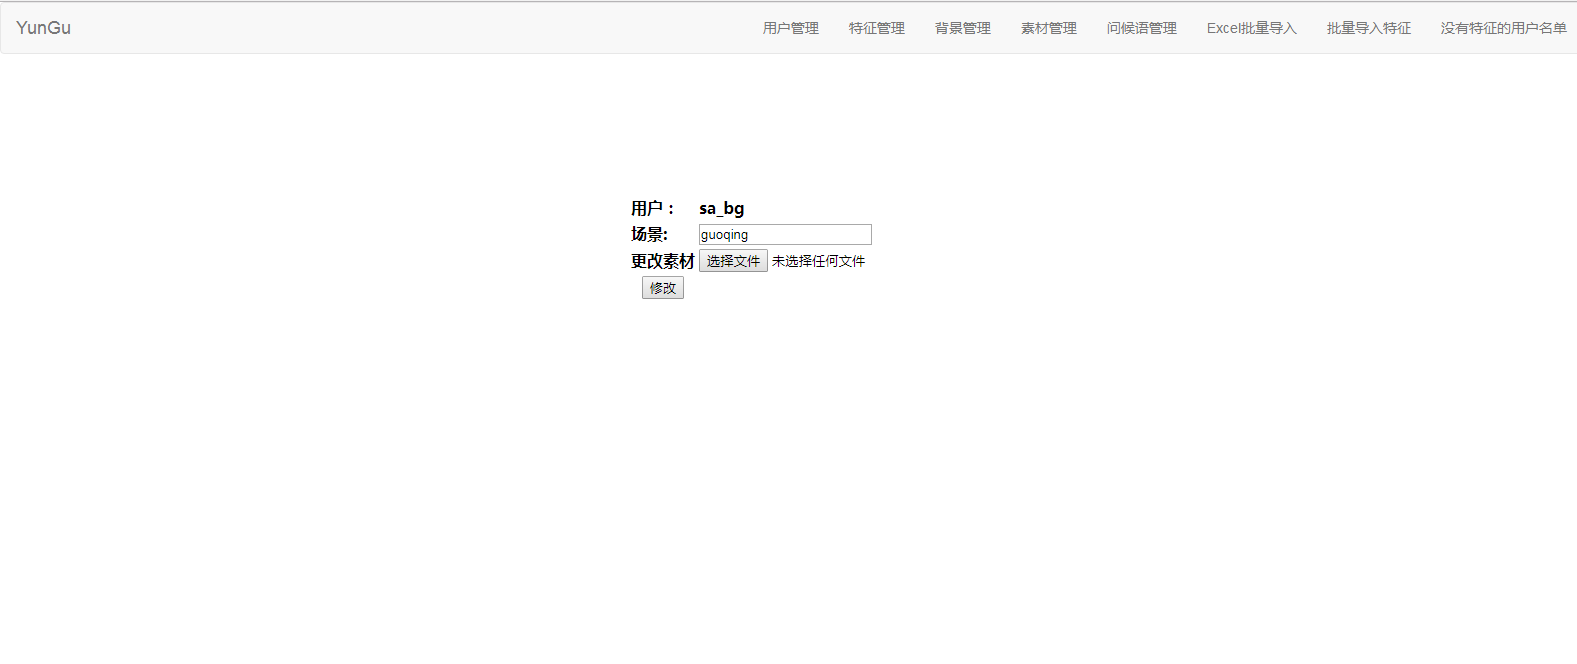 YunGu 用户管理 特征管理 背景管理 素材管理 问候语管理 Excel批量导入 批量导入特征 没有特征的用户名单
用户： sa_bg
场景: guoqing
更改素材 选择文件 未选择任何文件
修改